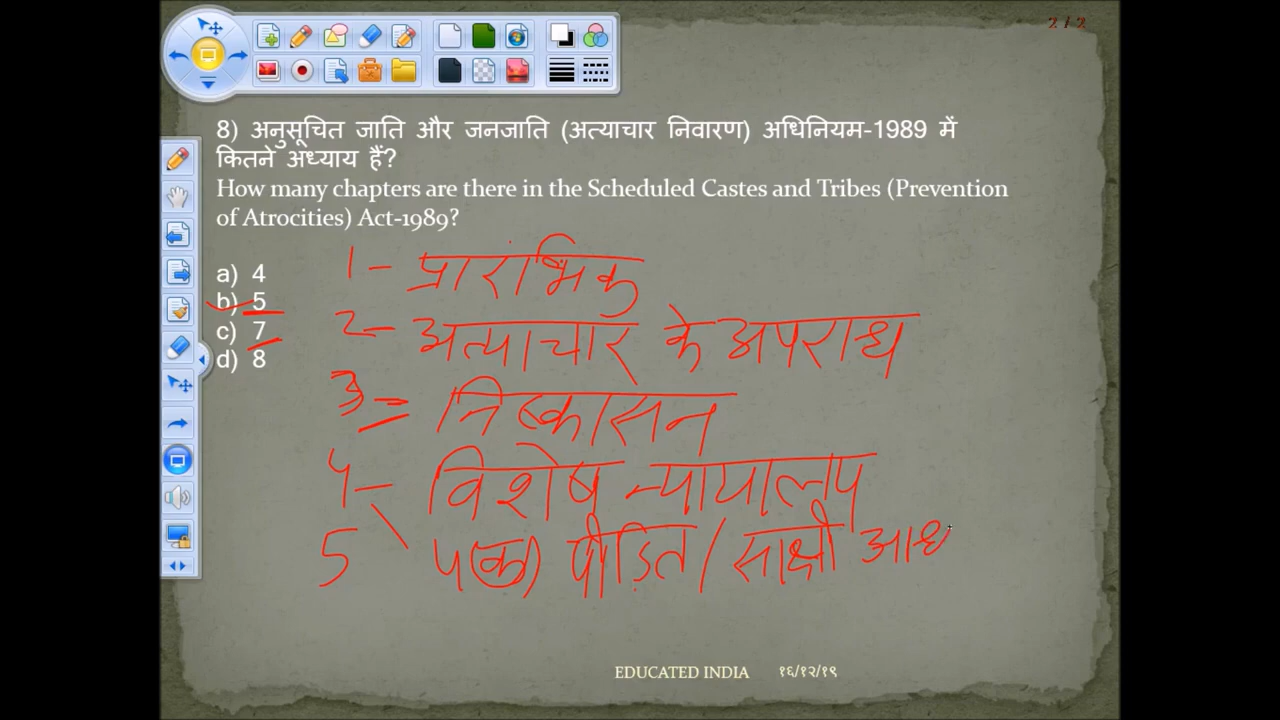 2 / 2
8) अनुसूचित जाति और जनजाति (अत्याचार निवारण) अधिनियम-1989 में
कितने अध्याय हैं?
How many chapters are there in the Scheduled Castes and Tribes (Prevention
of Atrocities) Act-1989?
a) 4
b) 5
c) 7
d) 8
1- प्रारंभिक
2- अत्याचार के अपराध
3= निष्कासन
4- विशेष न्यायालय
5 4(क) पीड़ित / साक्षी आध
EDUCATED INDIA १६/१२/१९